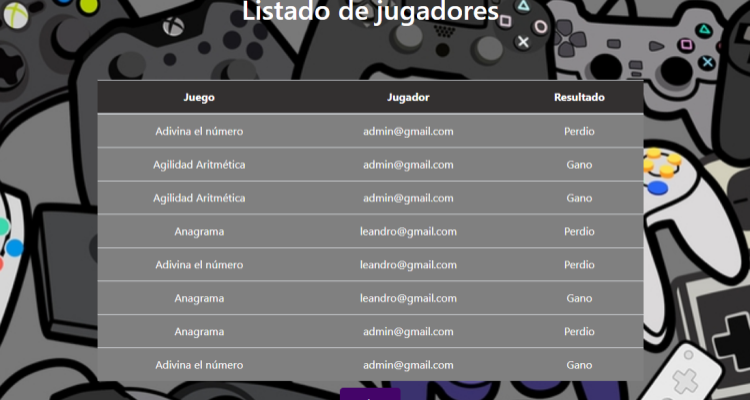 Listado de jugadores
Juego Jugador Resultado
Adivina el número admin@gmail.com Perdio
Agilidad Aritmética admin@gmail.com Gano
Agilidad Aritmética admin@gmail.com Gano
Anagrama leandro@gmail.com Perdio
Adivina el número leandro@gmail.com Perdio
Anagrama leandro@gmail.com Gano
Anagrama admin@gmail.com Perdio
Adivina el número admin@gmail.com Gano